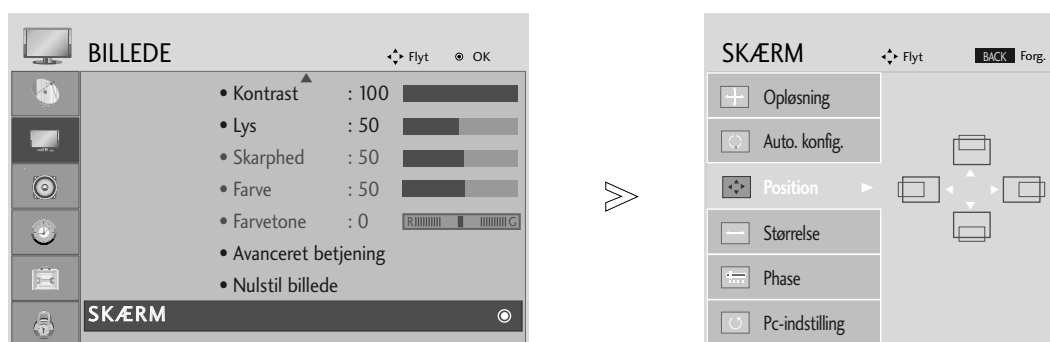 BILLEDE
Flyt OK
• Kontrast : 100
• Lys : 50
• Skarphed : 50
• Farve : 50
• Farvetone : 0 R G
• Avanceret betjening
• Nulstil billede
SKÆRM
SKÆRM
Flyt BACK Forg.
Opløsning
Auto. konfig.
Position
Størrelse
Phase
Pc-indstilling